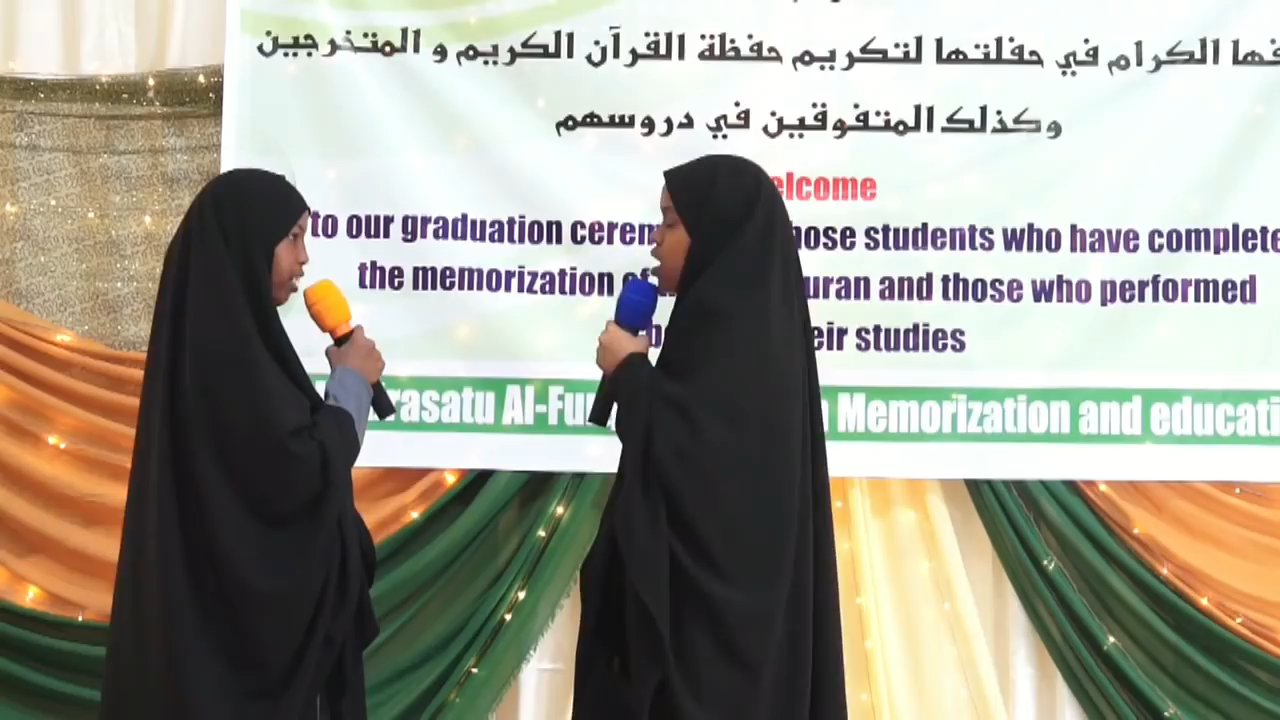 الكرام في حفلتها لتكريم حفظة القرآن الكريم و المتخرجين
وكذلك المتفوقين في دروسهم
elcome
to our graduation cerem hose students who have complete
the memorization of uran and those who performed
be eir studies
rasatu Al-Fu Memorization and educati